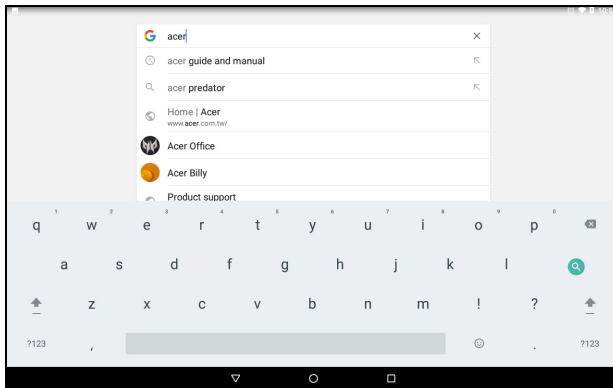 acer
acer guide and manual
acer predator
Home | Acer
www.acer.com.tw/
Acer Office
Acer Billy
Product support
1 2 3 4 5 6 7 8 9 0
q w e r t y u i o p
a s d f g h j k l
z x c v b n m ! ?
?123 , . ?123